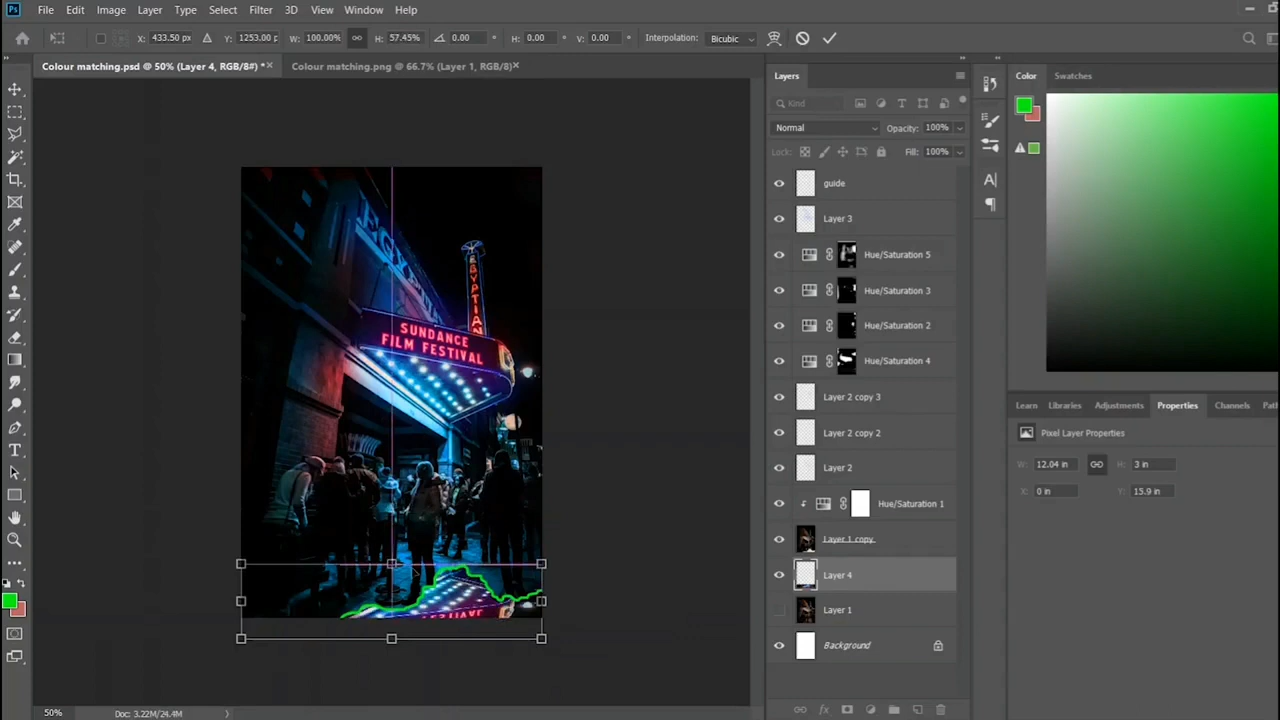 Ps File Edit Image Layer Type Select Filter 3D View Window Help
X: 433.50 px Y: 1253.00 p W: 100.00% H: 57.45% 0.00 ° H: 0.00 ° V: 0.00 ° Interpolation: Bicubic
Colour matching.psd @ 50% (Layer 4, RGB/8#) * × Colour matching.png @ 66.7% (Layer 1, RGB/8) ×
Layers
Kind
Normal Opacity: 100%
Lock: Fill: 100%
guide
Layer 3
Hue/Saturation 5
Hue/Saturation 3
Hue/Saturation 2
Hue/Saturation 4
Layer 2 copy 3
Layer 2 copy 2
Layer 2
Hue/Saturation 1
Layer 1 copy
Layer 4
Layer 1
Background
fx
Color Swatches
Learn Libraries Adjustments Properties Channels Pat
Pixel Layer Properties
W: 12.04 in H: 3 in
X: 0 in Y: 15.9 in
EGYPTIAN
SUNDANCE
FILM FESTIVAL
50% Doc: 3.22M/24.4M